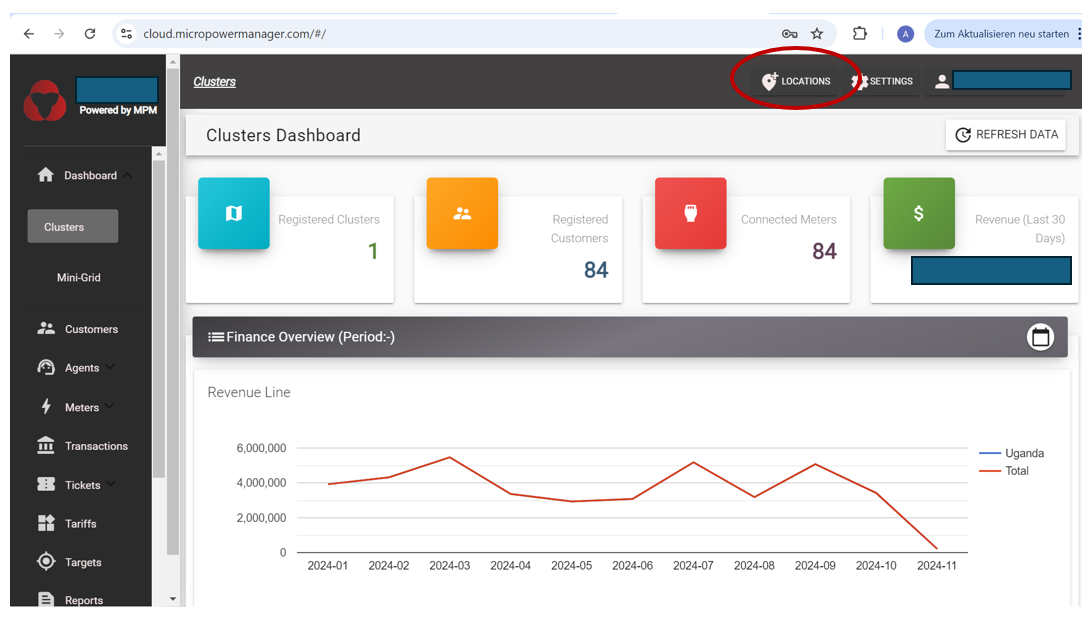 cloud.micropowermanager.com/#/
A
Zum Aktualisieren neu starten
Powered by MPM
Clusters
LOCATIONS
SETTINGS
Clusters Dashboard
REFRESH DATA
Dashboard
Clusters
Mini-Grid
Customers
Agents
Meters
Transactions
Tickets
Tariffs
Targets
Reports
Registered Clusters
1
Registered
Customers
84
Connected Meters
84
$
Revenue (Last 30
Days)
Finance Overview (Period:-)
Revenue Line
6,000,000
4,000,000
2,000,000
0
2024-01 2024-02 2024-03 2024-04 2024-05 2024-06 2024-07 2024-08 2024-09 2024-10 2024-11
Uganda
Total